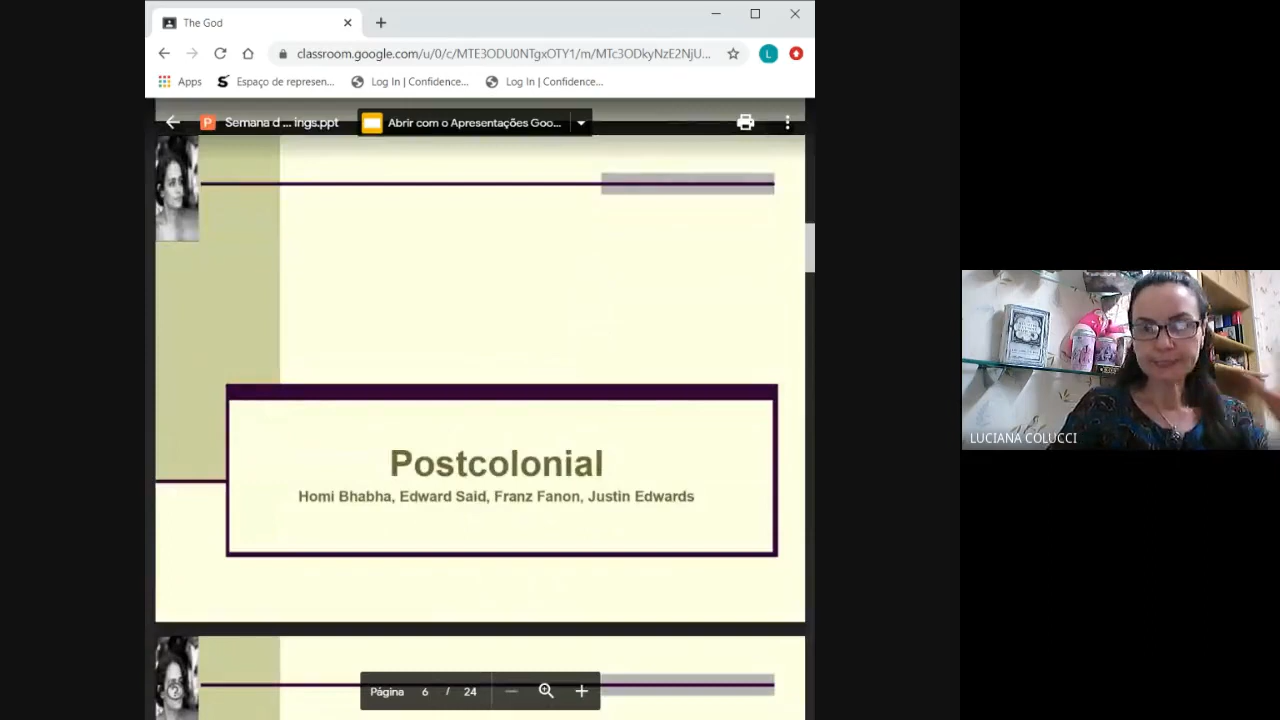 The God
classroom.google.com/u/0/c/MTE3ODU0NTgxOTY1/m/MTc3ODkyNzE2NjU...
L
Apps
Espaço de represen...
Log In | Confidence...
Log In | Confidence...
Semana d ... ings.ppt
Abrir com o Apresentações Goo...
Postcolonial
Homi Bhabha, Edward Said, Franz Fanon, Justin Edwards
LUCIANA COLUCCI
Página 6 / 24